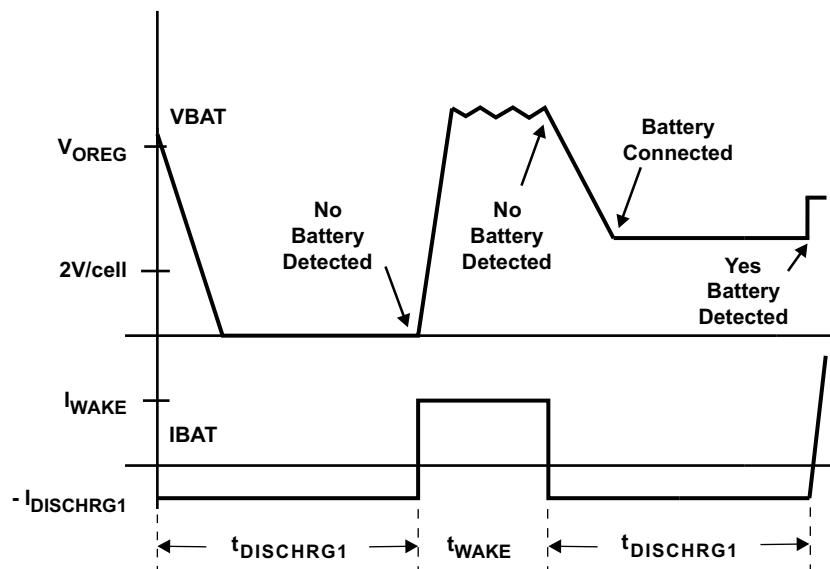 VBAT
VOREG
Battery
Connected
No
Battery
Detected
No
Battery
Detected
2V/cell
Yes
Battery
Detected
IWAKE
IBAT
- IDISCHRG1
tDISCHRG1
tWAKE
tDISCHRG1